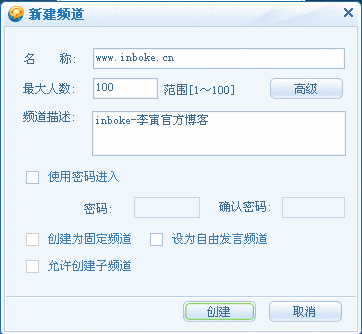 新建频道
名 称: www.inboke.cn
最大人数: 100 范围[1～100] 高级
频道描述: inboke-李寅官方博客
使用密码进入
密码: 确认密码:
创建为固定频道 设为自由发言频道
允许创建子频道
创建 取消